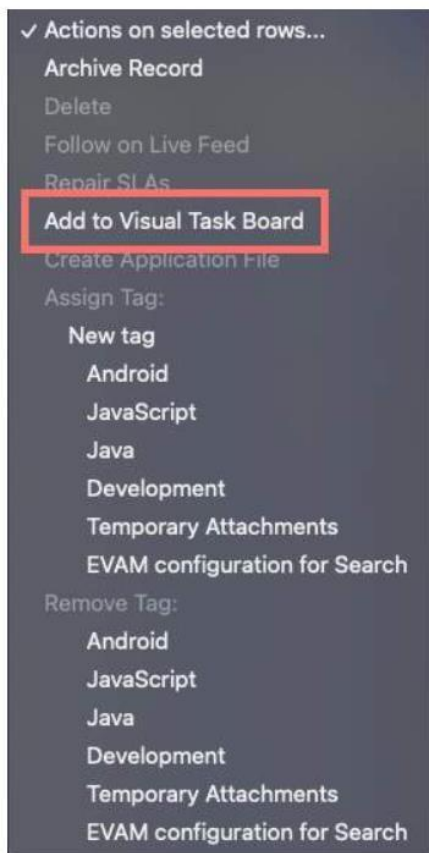 ✓ Actions on selected rows...
Archive Record
Delete
Follow on Live Feed
Repair SLAs
Add to Visual Task Board
Create Application File
Assign Tag:
New tag
Android
JavaScript
Java
Development
Temporary Attachments
EVAM configuration for Search
Remove Tag:
Android
JavaScript
Java
Development
Temporary Attachments
EVAM configuration for Search